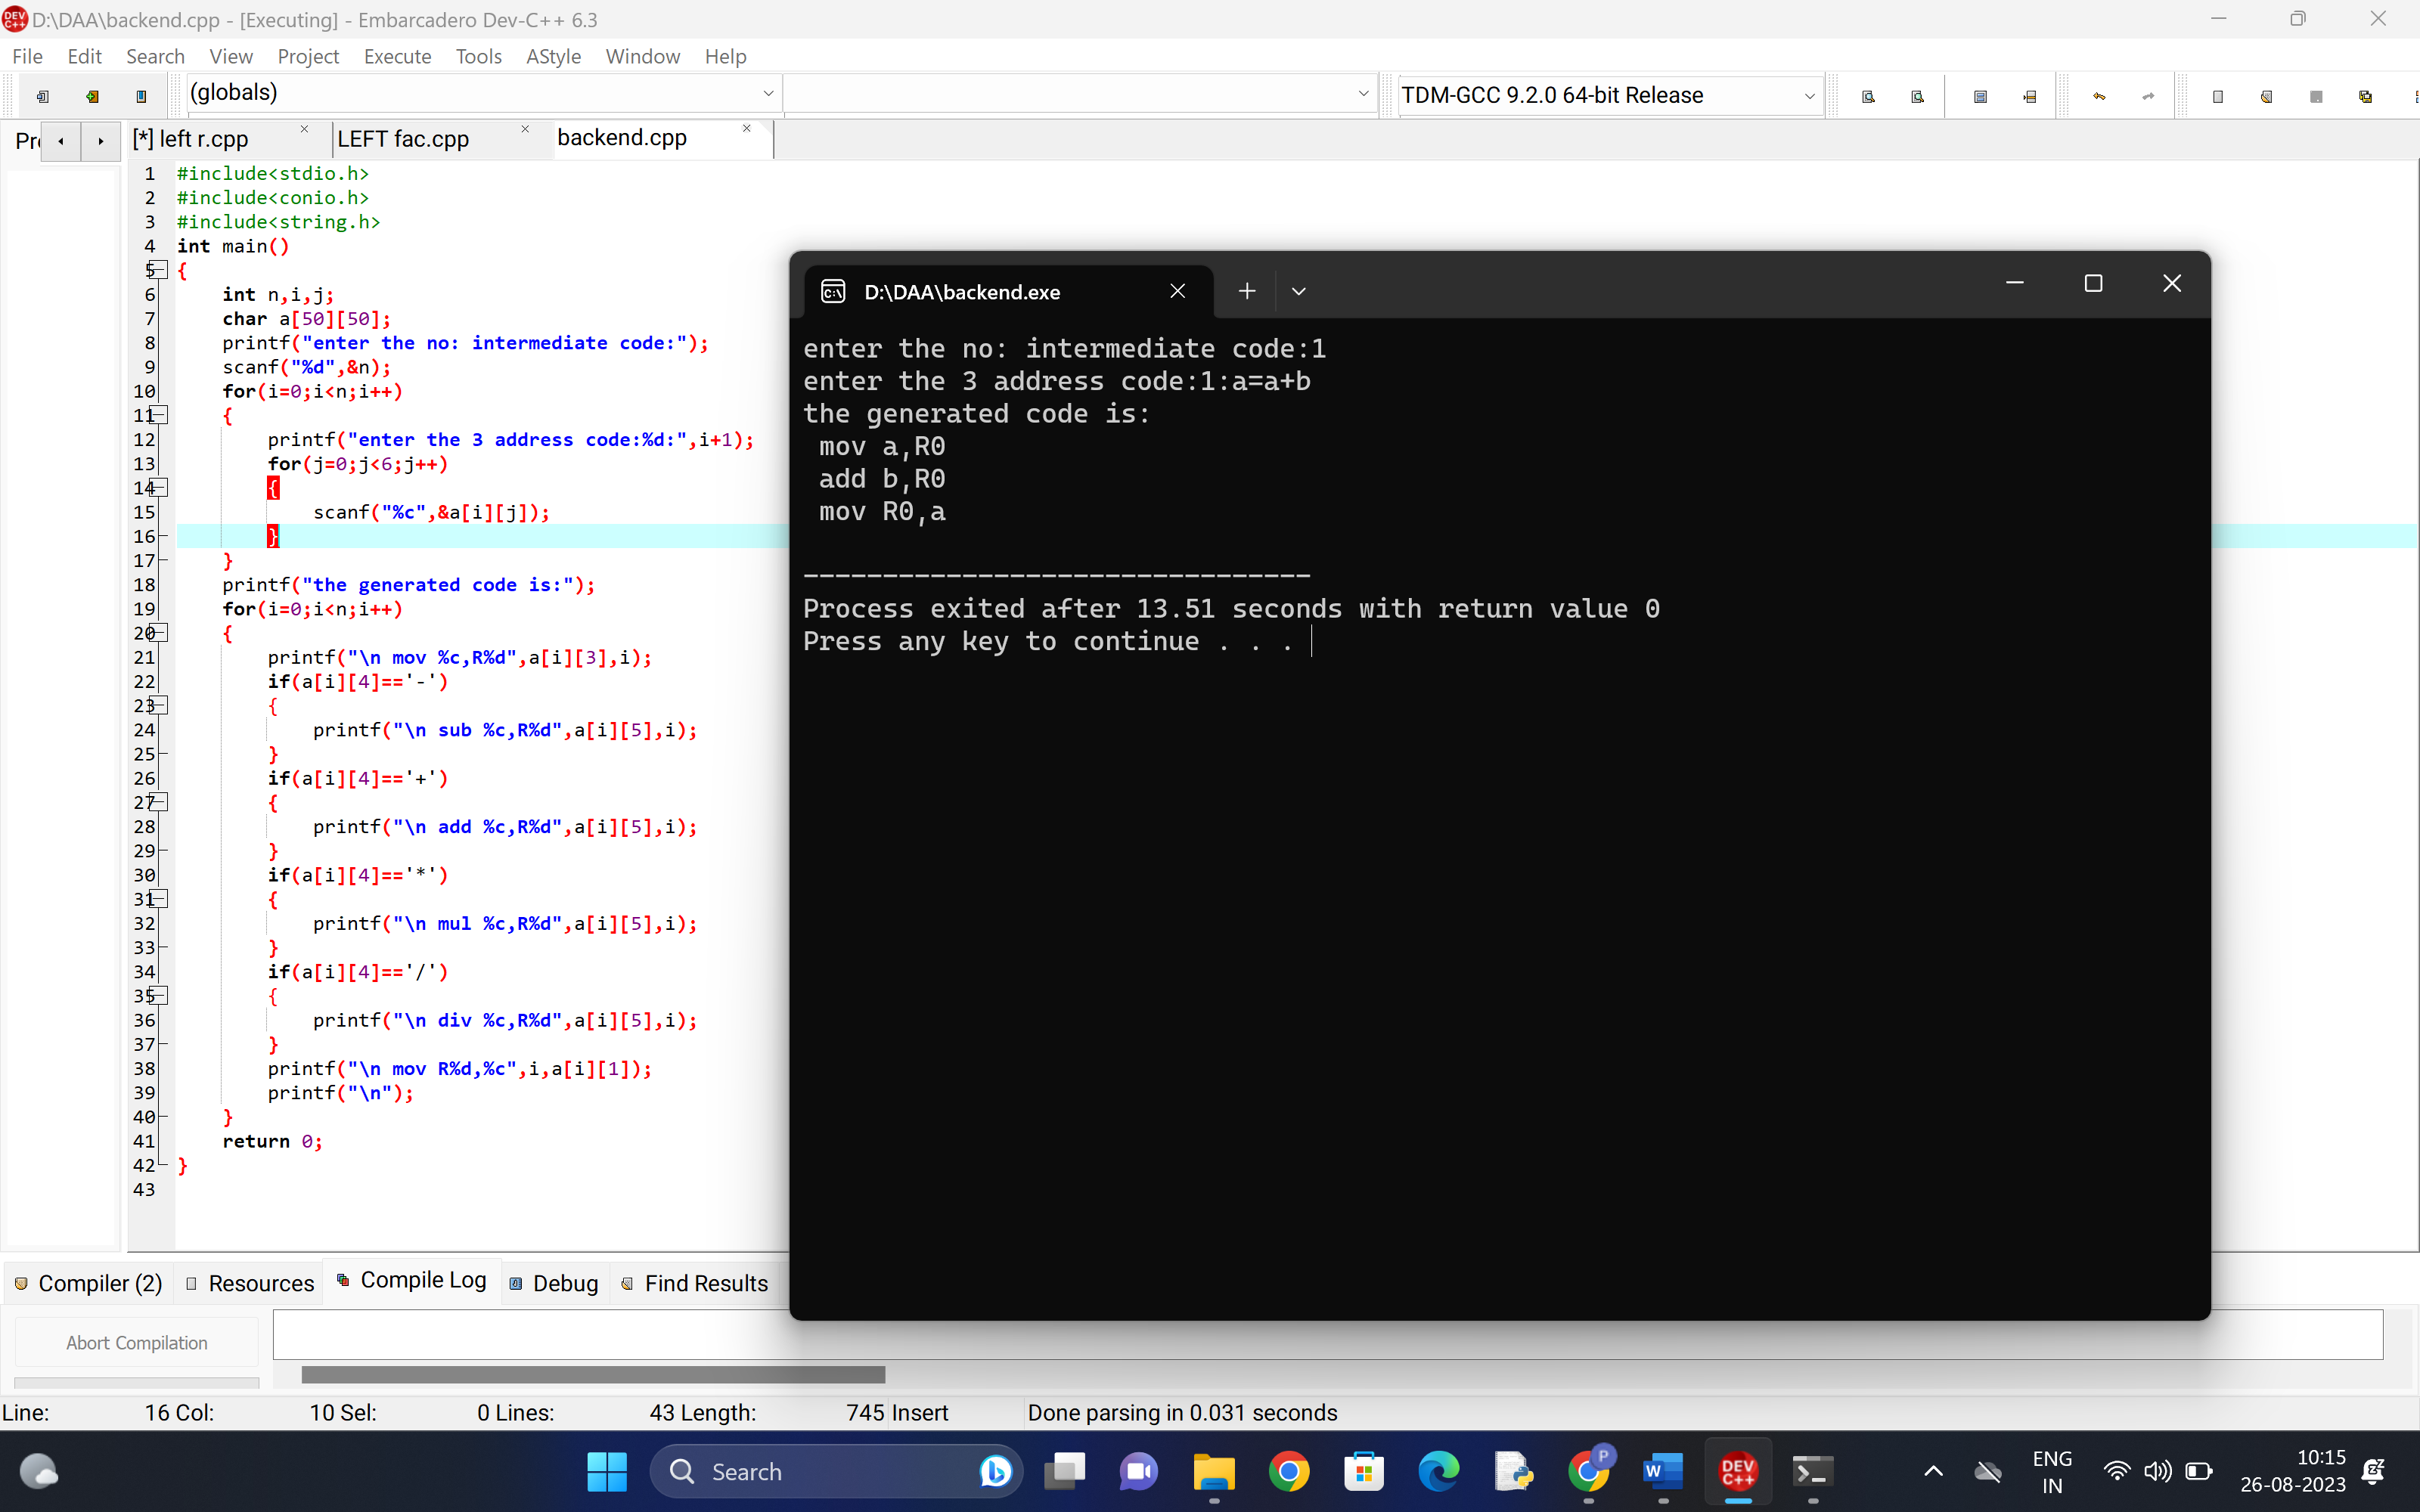 D:\DAA\backend.cpp - [Executing] - Embarcadero Dev-C++ 6.3
File Edit Search View Project Execute Tools AStyle Window Help
(globals)
TDM-GCC 9.2.0 64-bit Release
[*] left r.cpp LEFT fac.cpp backend.cpp
1 #include<stdio.h>
2 #include<conio.h>
3 #include<string.h>
4 int main()
5 {
6 int n,i,j;
7 char a[50][50];
8 printf("enter the no: intermediate code:");
9 scanf("%d",&n);
10 for(i=0;i<n;i++)
11 {
12 printf("enter the 3 address code:%d:",i+1);
13 for(j=0;j<6;j++)
14 {
15 scanf("%c",&a[i][j]);
16 }
17 }
18 printf("the generated code is:");
19 for(i=0;i<n;i++)
20 {
21 printf("\n mov %c,R%d",a[i][3],i);
22 if(a[i][4]=='-')
23 {
24 printf("\n sub %c,R%d",a[i][5],i);
25 }
26 if(a[i][4]=='+')
27 {
28 printf("\n add %c,R%d",a[i][5],i);
29 }
30 if(a[i][4]=='*')
31 {
32 printf("\n mul %c,R%d",a[i][5],i);
33 }
34 if(a[i][4]=='/')
35 {
36 printf("\n div %c,R%d",a[i][5],i);
37 }
38 printf("\n mov R%d,%c",i,a[i][1]);
39 printf("\n");
40 }
41 return 0;
42 }
43
D:\DAA\backend.exe
enter the no: intermediate code:1
enter the 3 address code:1:a=a+b
the generated code is:
mov a,R0
add b,R0
mov R0,a
--------------------------------
Process exited after 13.51 seconds with return value 0
Press any key to continue . . .
Compiler (2) Resources Compile Log Debug Find Results
Abort Compilation
Line: 16 Col: 10 Sel: 0 Lines: 43 Length: 745 Insert Done parsing in 0.031 seconds
Search
ENG
IN
10:15
26-08-2023